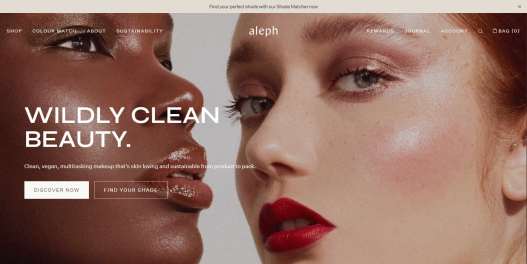 Find your perfect shade with our Shade Matcher now
SHOP COLOUR MATCH ABOUT SUSTAINABILITY aleph REWARDS JOURNAL ACCOUNT BAG (0)
WILDLY CLEAN
BEAUTY.
Clean, vegan, multitasking makeup that's skin loving and sustainable from product to pack.
DISCOVER NOW FIND YOUR SHADE